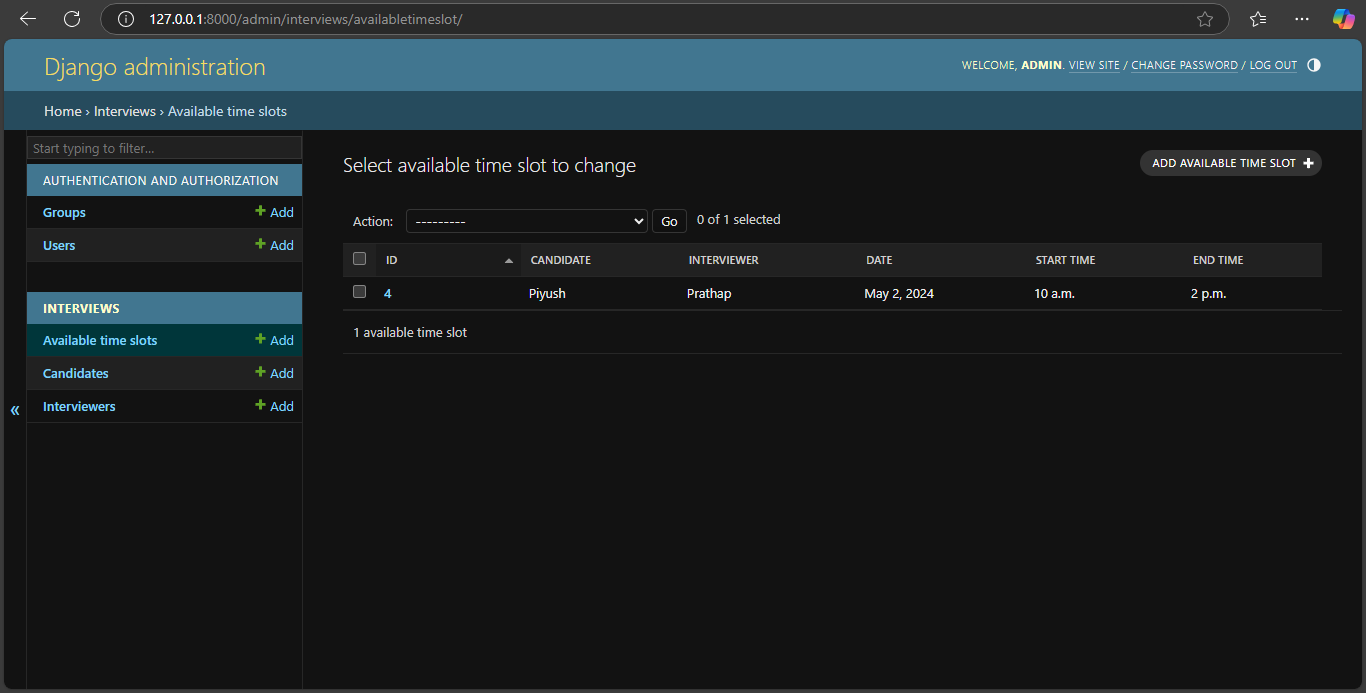 127.0.0.1:8000/admin/interviews/availabletimeslot/
Django administration
WELCOME, ADMIN. VIEW SITE / CHANGE PASSWORD / LOG OUT
Home › Interviews › Available time slots
Start typing to filter...
AUTHENTICATION AND AUTHORIZATION
Groups + Add
Users + Add
INTERVIEWS
Available time slots + Add
Candidates + Add
Interviewers + Add
«
Select available time slot to change
ADD AVAILABLE TIME SLOT +
Action: --------- Go 0 of 1 selected
ID CANDIDATE INTERVIEWER DATE START TIME END TIME
4 Piyush Prathap May 2, 2024 10 a.m. 2 p.m.
1 available time slot